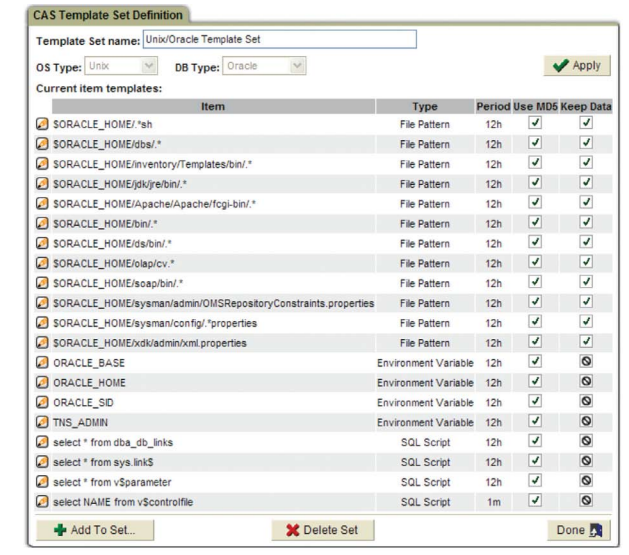 CAS Template Set Definition
Template Set name: Unix/Oracle Template Set
OS Type: Unix DB Type: Oracle Apply
Current item templates:
Item Type Period Use MD5 Keep Data
$ORACLE_HOME/.*sh File Pattern 12h
$ORACLE_HOME/dbs/.* File Pattern 12h
$ORACLE_HOME/inventory/Templates/bin/.* File Pattern 12h
$ORACLE_HOME/jdk/jre/bin/.* File Pattern 12h
$ORACLE_HOME/Apache/Apache/fcgi-bin/.* File Pattern 12h
$ORACLE_HOME/bin/.* File Pattern 12h
$ORACLE_HOME/ds/bin/.* File Pattern 12h
$ORACLE_HOME/olap/cv.* File Pattern 12h
$ORACLE_HOME/soap/bin/.* File Pattern 12h
$ORACLE_HOME/sysman/admin/OMSRepositoryConstraints.properties File Pattern 12h
$ORACLE_HOME/sysman/config/.*properties File Pattern 12h
$ORACLE_HOME/xdk/admin/xml.properties File Pattern 12h
ORACLE_BASE Environment Variable 12h
ORACLE_HOME Environment Variable 12h
ORACLE_SID Environment Variable 12h
TNS_ADMIN Environment Variable 12h
select * from dba_db_links SQL Script 12h
select * from sys.link$ SQL Script 12h
select * from v$parameter SQL Script 12h
select NAME from v$controlfile SQL Script 1m
Add To Set... Delete Set Done